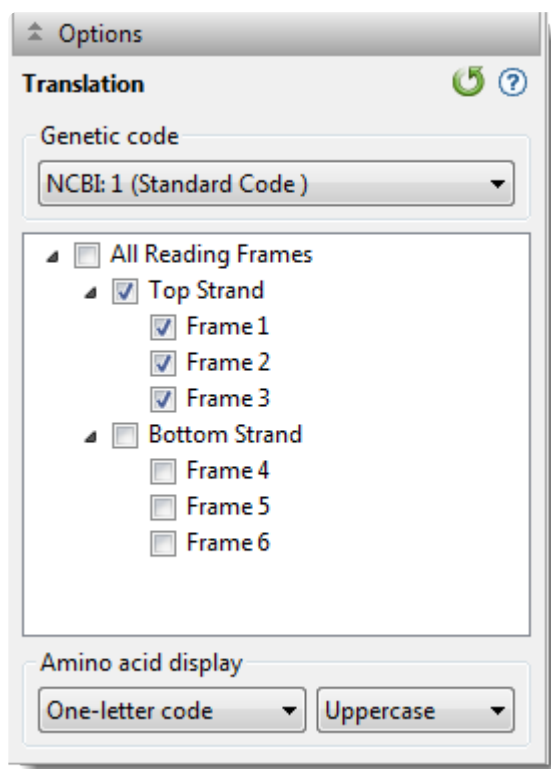 Options
Translation
Genetic code
NCBI: 1 (Standard Code )
All Reading Frames
Top Strand
Frame 1
Frame 2
Frame 3
Bottom Strand
Frame 4
Frame 5
Frame 6
Amino acid display
One-letter code Uppercase